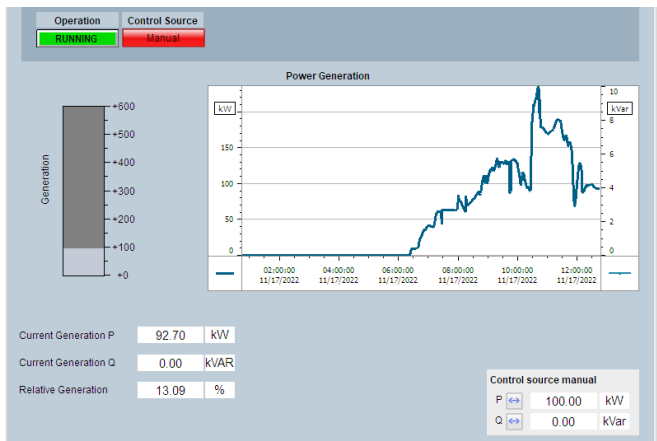 Operation Control Source
RUNNING Manual
Power Generation
Generation
+600
+500
+400
+300
+200
+100
+0
kW
150
100
50
0
10
kVar
8
6
4
2
0
02:00:00 04:00:00 06:00:00 08:00:00 10:00:00 12:00:00
11/17/2022 11/17/2022 11/17/2022 11/17/2022 11/17/2022 11/17/2022
Current Generation P 92.70 kW
Current Generation Q 0.00 kVAR
Relative Generation 13.09 %
Control source manual
P 100.00 kW
Q 0.00 kVar